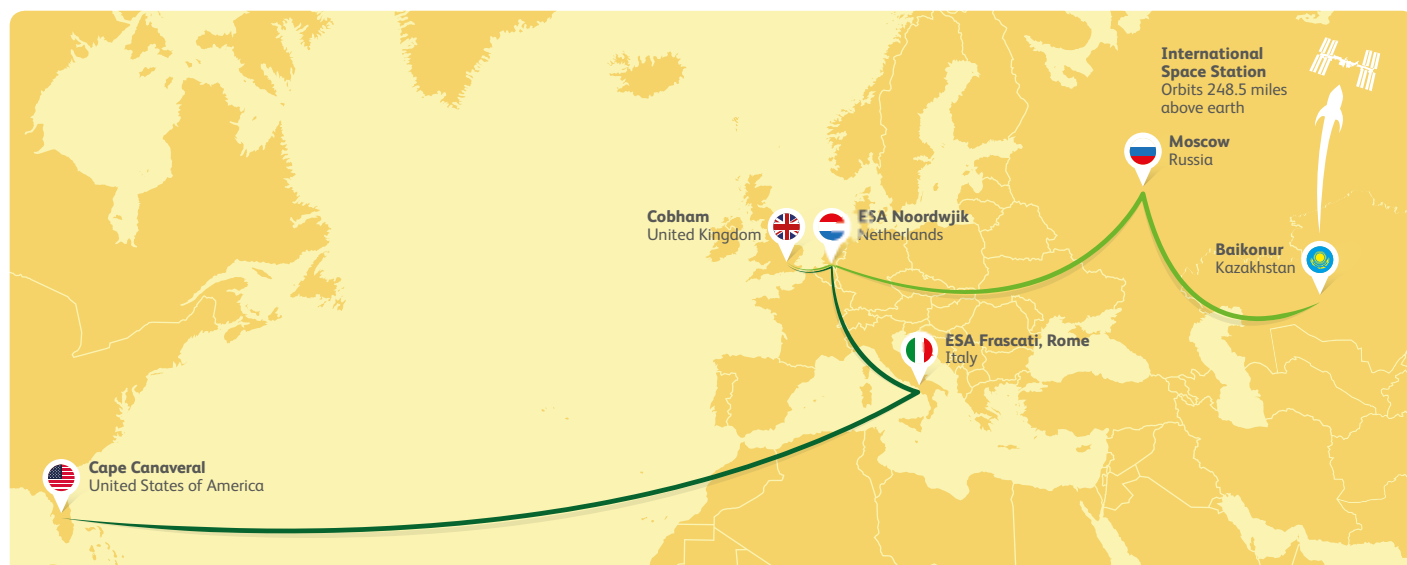 International
Space Station
Orbits 248.5 miles
above earth
Moscow
Russia
Cobham
United Kingdom
ESA Noordwjik
Netherlands
Baikonur
Kazakhstan
ESA Frascati, Rome
Italy
Cape Canaveral
United States of America